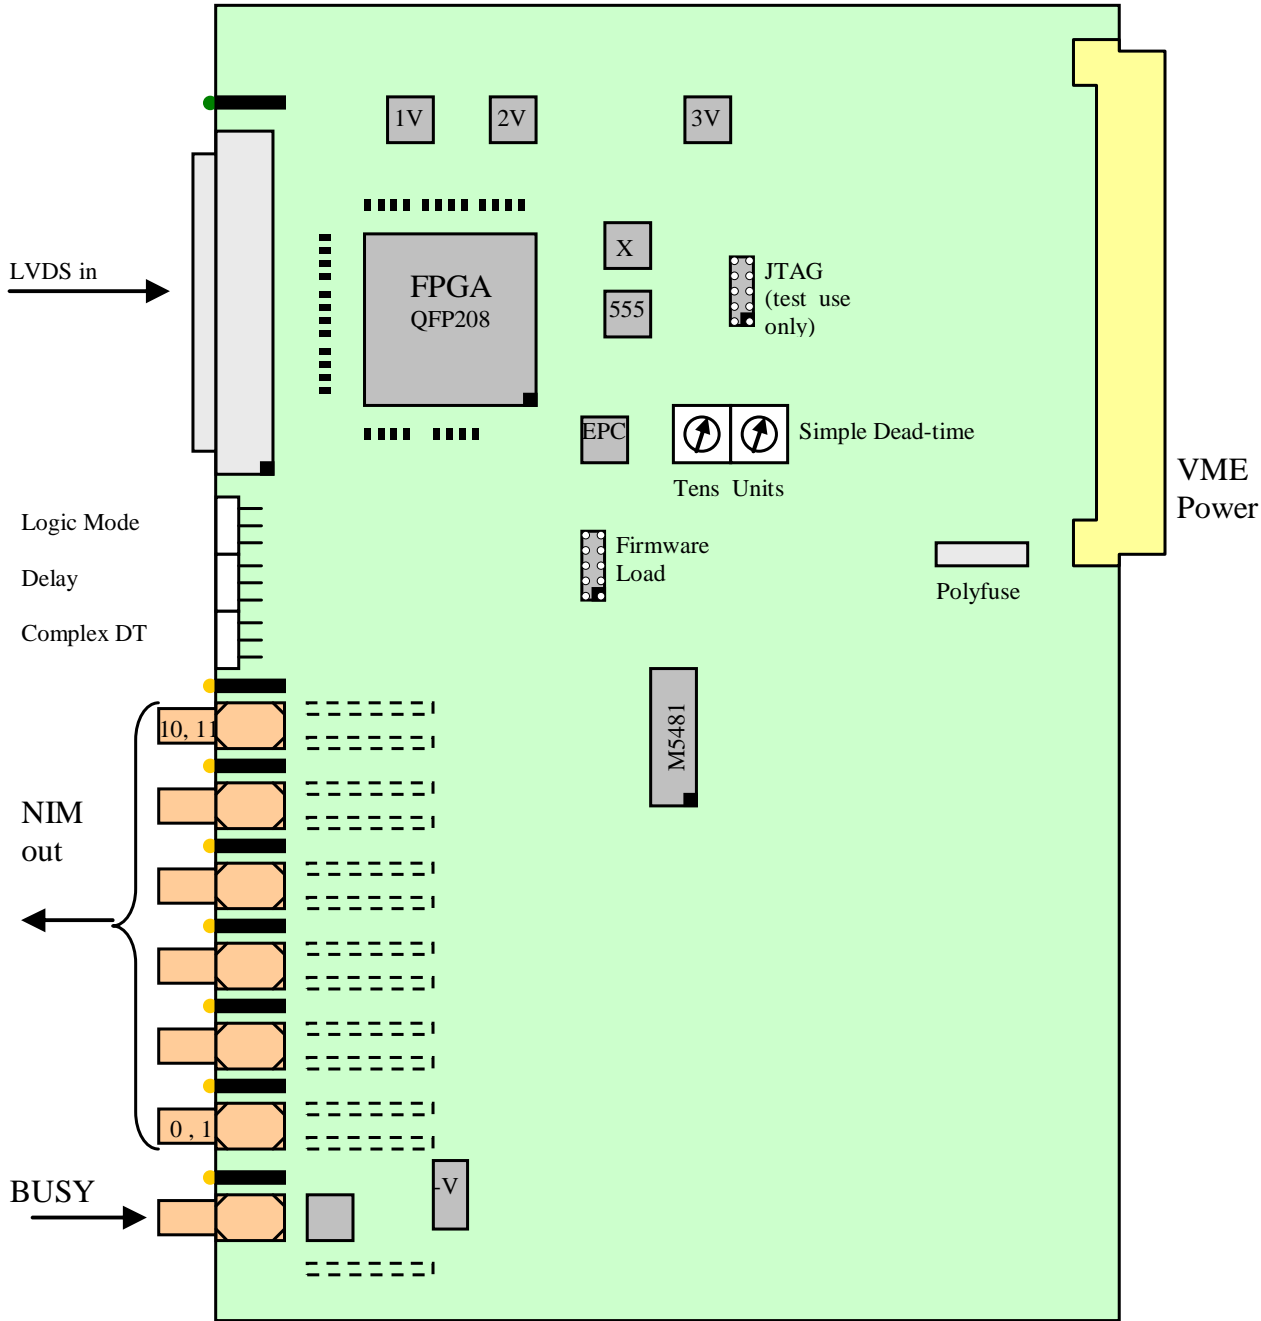 1V 2V 3V
LVDS in
FPGA
QFP208
X
555
JTAG
(test use
only)
EPC
Simple Dead-time
Tens Units
VME
Power
Logic Mode
Delay
Complex DT
Firmware
Load
Polyfuse
10, 11
M5481
NIM
out
0 , 1
BUSY
-V